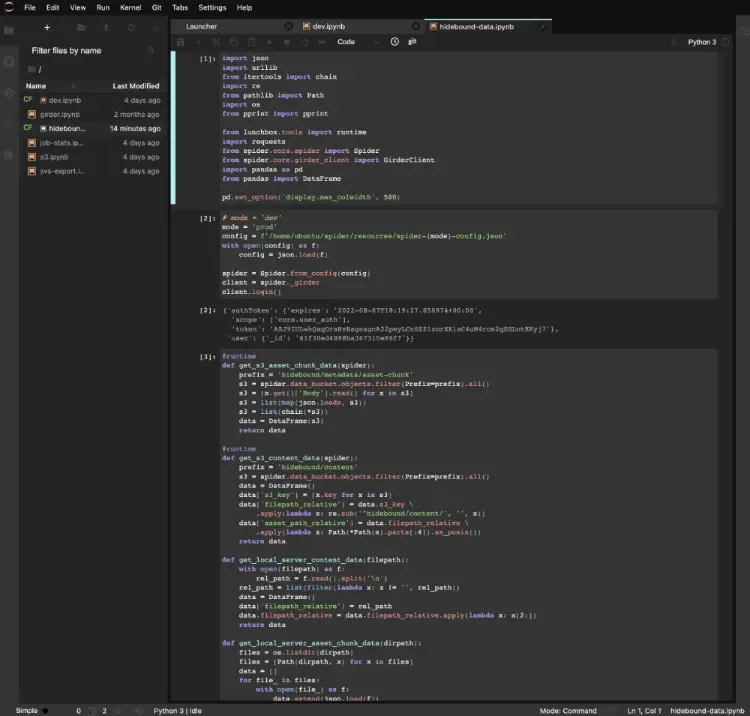 File Edit View Run Kernel Git Tabs Settings Help
Launcher dev.ipynb hidebound-data.ipynb
Code git Python 3
Filter files by name
/
Name Last Modified
CF dev.ipynb 4 days ago
girder.ipynb 2 months ago
CF hideboun... 14 minutes ago
job-stats.ip... 4 days ago
s3.ipynb 4 days ago
svs-export.i... 4 days ago
[1]: import json
import urllib
from itertools import chain
import re
from pathlib import Path
import os
from pprint import pprint
from lunchbox.tools import runtime
import requests
from spider.core.spider import Spider
from spider.core.girder_client import GirderClient
import pandas as pd
from pandas import DataFrame
pd.set_option('display.max_colwidth', 500)
[2]: # mode = 'dev'
mode = 'prod'
config = f'/home/ubuntu/spider/resources/spider-{mode}-config.json'
with open(config) as f:
config = json.load(f)
spider = Spider.from_config(config)
client = spider._girder
client.login()
[2]: {'authToken': {'expires': '2022-08-07T18:19:27.858974+00:00',
'scope': ['core.user_auth'],
'token':
'user': {'_id':
[3]: #runtime
def get_s3_asset_chunk_data(spider):
prefix = 'hidebound/metadata/asset-chunk'
s3 = spider.data_bucket.objects.filter(Prefix=prefix).all()
s3 = [x.get()['Body'].read() for x in s3]
s3 = list(map(json.loads, s3))
s3 = list(chain(*s3))
data = DataFrame(s3)
return data
#runtime
def get_s3_content_data(spider):
prefix = 'hidebound/content'
s3 = spider.data_bucket.objects.filter(Prefix=prefix).all()
data = DataFrame()
data['s3_key'] = [x.key for x in s3]
data['filepath_relative'] = data.s3_key \
.apply(lambda x: re.sub('^hidebound/content/', '', x))
data['asset_path_relative'] = data.filepath_relative \
.apply(lambda x: Path(*Path(x).parts[:4]).as_posix())
return data
def get_local_server_content_data(filepath):
with open(filepath) as f:
rel_path = f.read().split('\n')
rel_path = list(filter(lambda x: x != '', rel_path))
data = DataFrame()
data['filepath_relative'] = rel_path
data.filepath_relative = data.filepath_relative.apply(lambda x: x[2:])
return data
def get_local_server_asset_chunk_data(dirpath):
files = os.listdir(dirpath)
files = [Path(dirpath, x) for x in files]
data = []
for file_ in files:
with open(file_) as f:
data.extend(json.load(f))
Simple 0 2 Python 3 | Idle Mode: Command Ln 1, Col 1 hidebound-data.ipynb